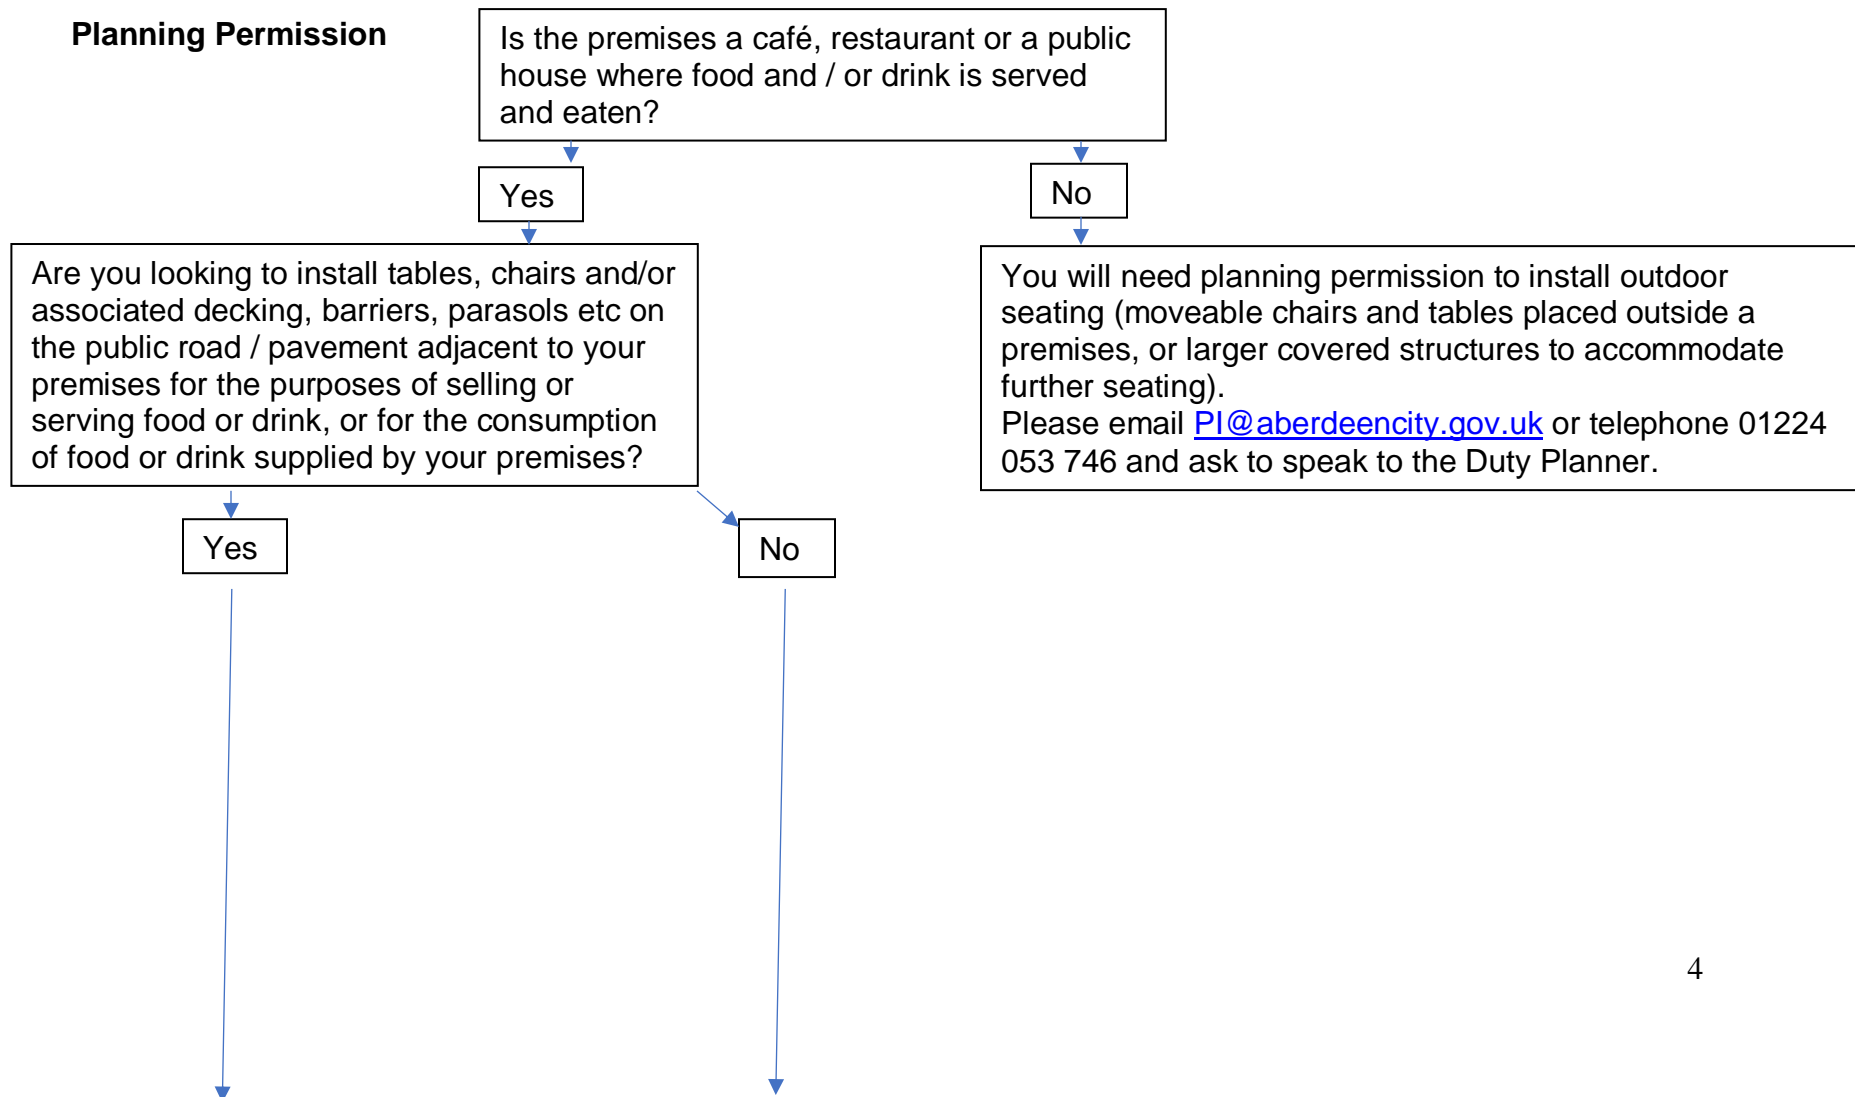 Planning Permission
Is the premises a café, restaurant or a public
house where food and / or drink is served
and eaten?
Yes
No
Are you looking to install tables, chairs and/or
associated decking, barriers, parasols etc on
the public road / pavement adjacent to your
premises for the purposes of selling or
serving food or drink, or for the consumption
of food or drink supplied by your premises?
You will need planning permission to install outdoor
seating (moveable chairs and tables placed outside a
premises, or larger covered structures to accommodate
further seating).
Please email PI@aberdeencity.gov.uk or telephone 01224
053 746 and ask to speak to the Duty Planner.
Yes
No
4